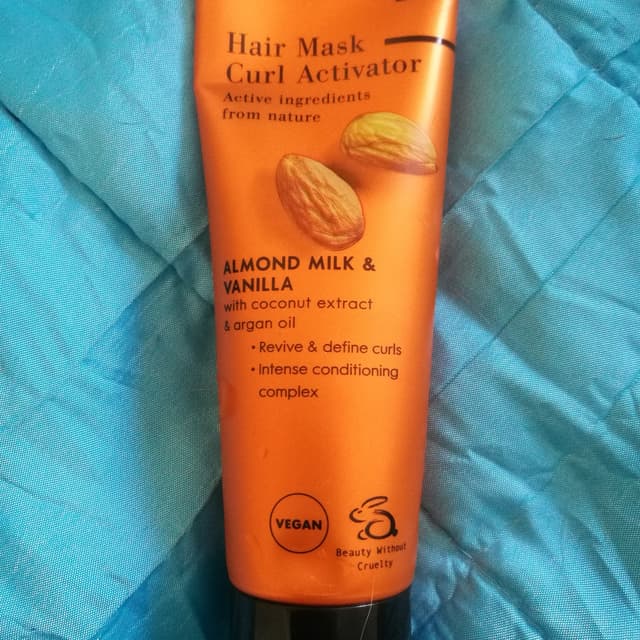 Hair Mask
Curl Activator
Active ingredients
from nature
ALMOND MILK &
VANILLA
with coconut extract
& argan oil
• Revive & define curls
• Intense conditioning
complex
VEGAN
Beauty Without
Cruelty